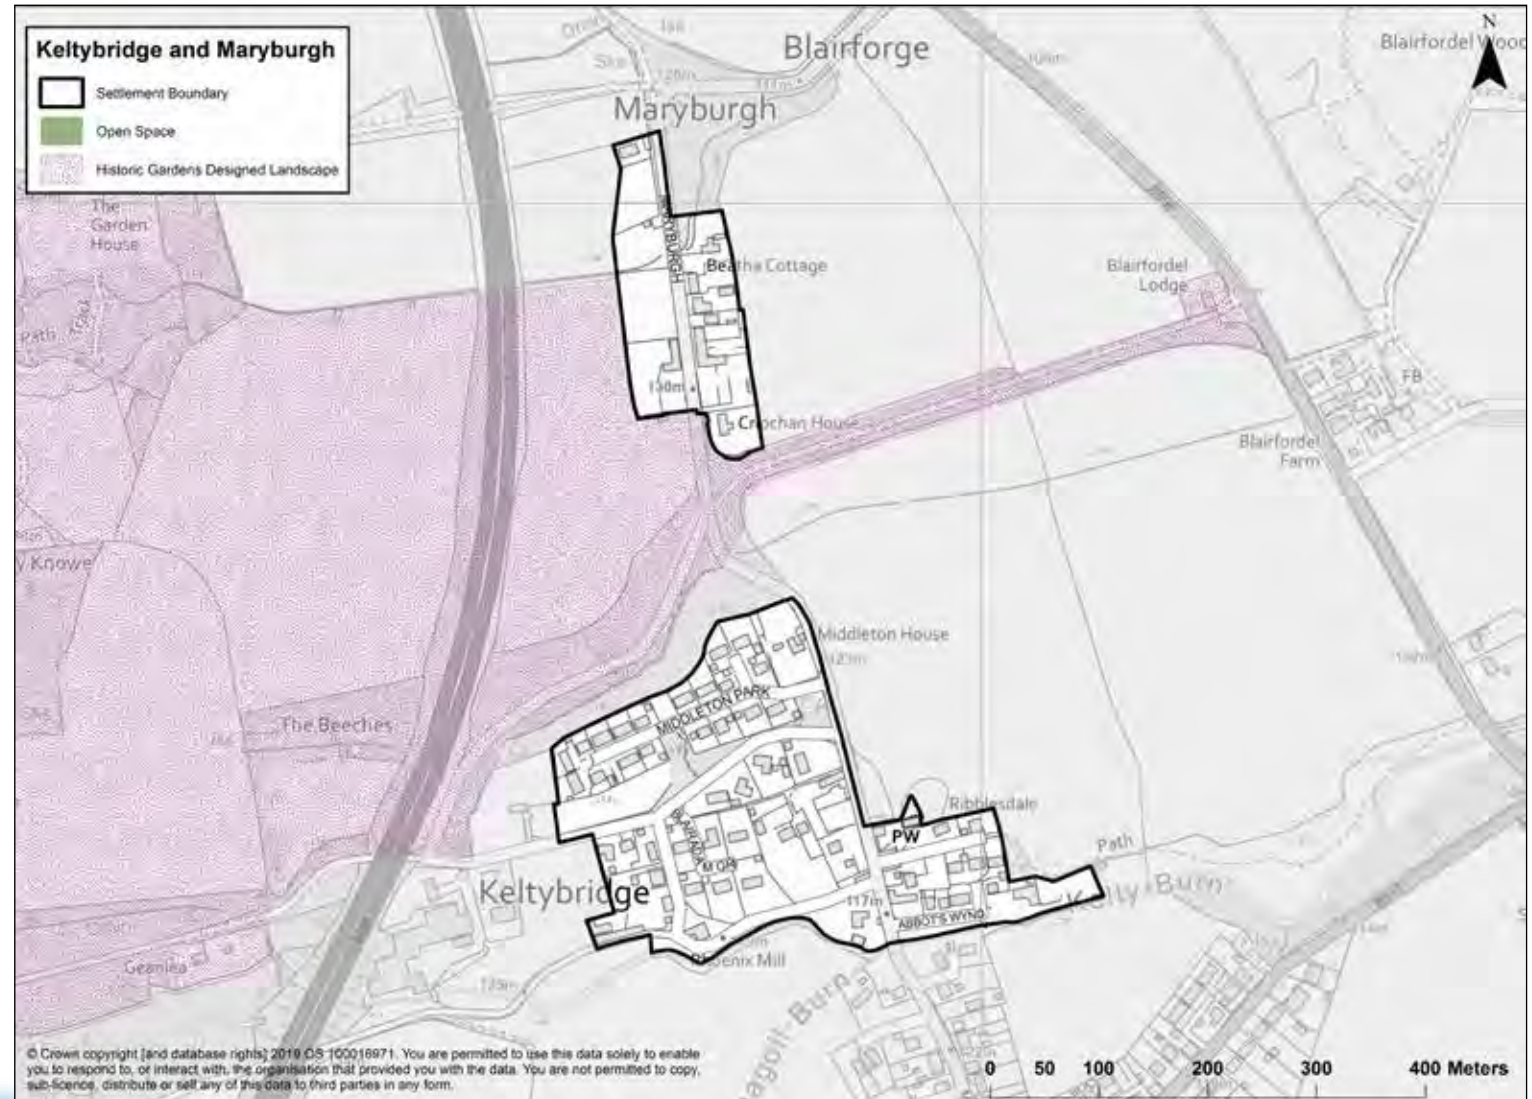 Keltybridge and Maryburgh
Settlement Boundary
Open Space
Historic Gardens Designed Landscape
N
Blairforge
Blairfordel Wood
Maryburgh
The
Garden
House
MARYBURGH
Beatha Cottage
Blairfordel
Lodge
Path
Track
FB
Blairfordel
Farm
y Knowe
Middleton House
MIDDLETON PARK
The Beeches
Ribblesdale
PW
Path
Keltybridge
117m
ABBOTS WYND
Kelty Burn
Geanlea
Phoenix Mill
© Crown copyright [and database rights] 2019 OS 100016971. You are permitted to use this data solely to enable
you to respond to, or interact with, the organisation that provided you with the data. You are not permitted to copy,
sub-licence, distribute or sell any of this data to third parties in any form.
0 50 100 200 300 400 Meters